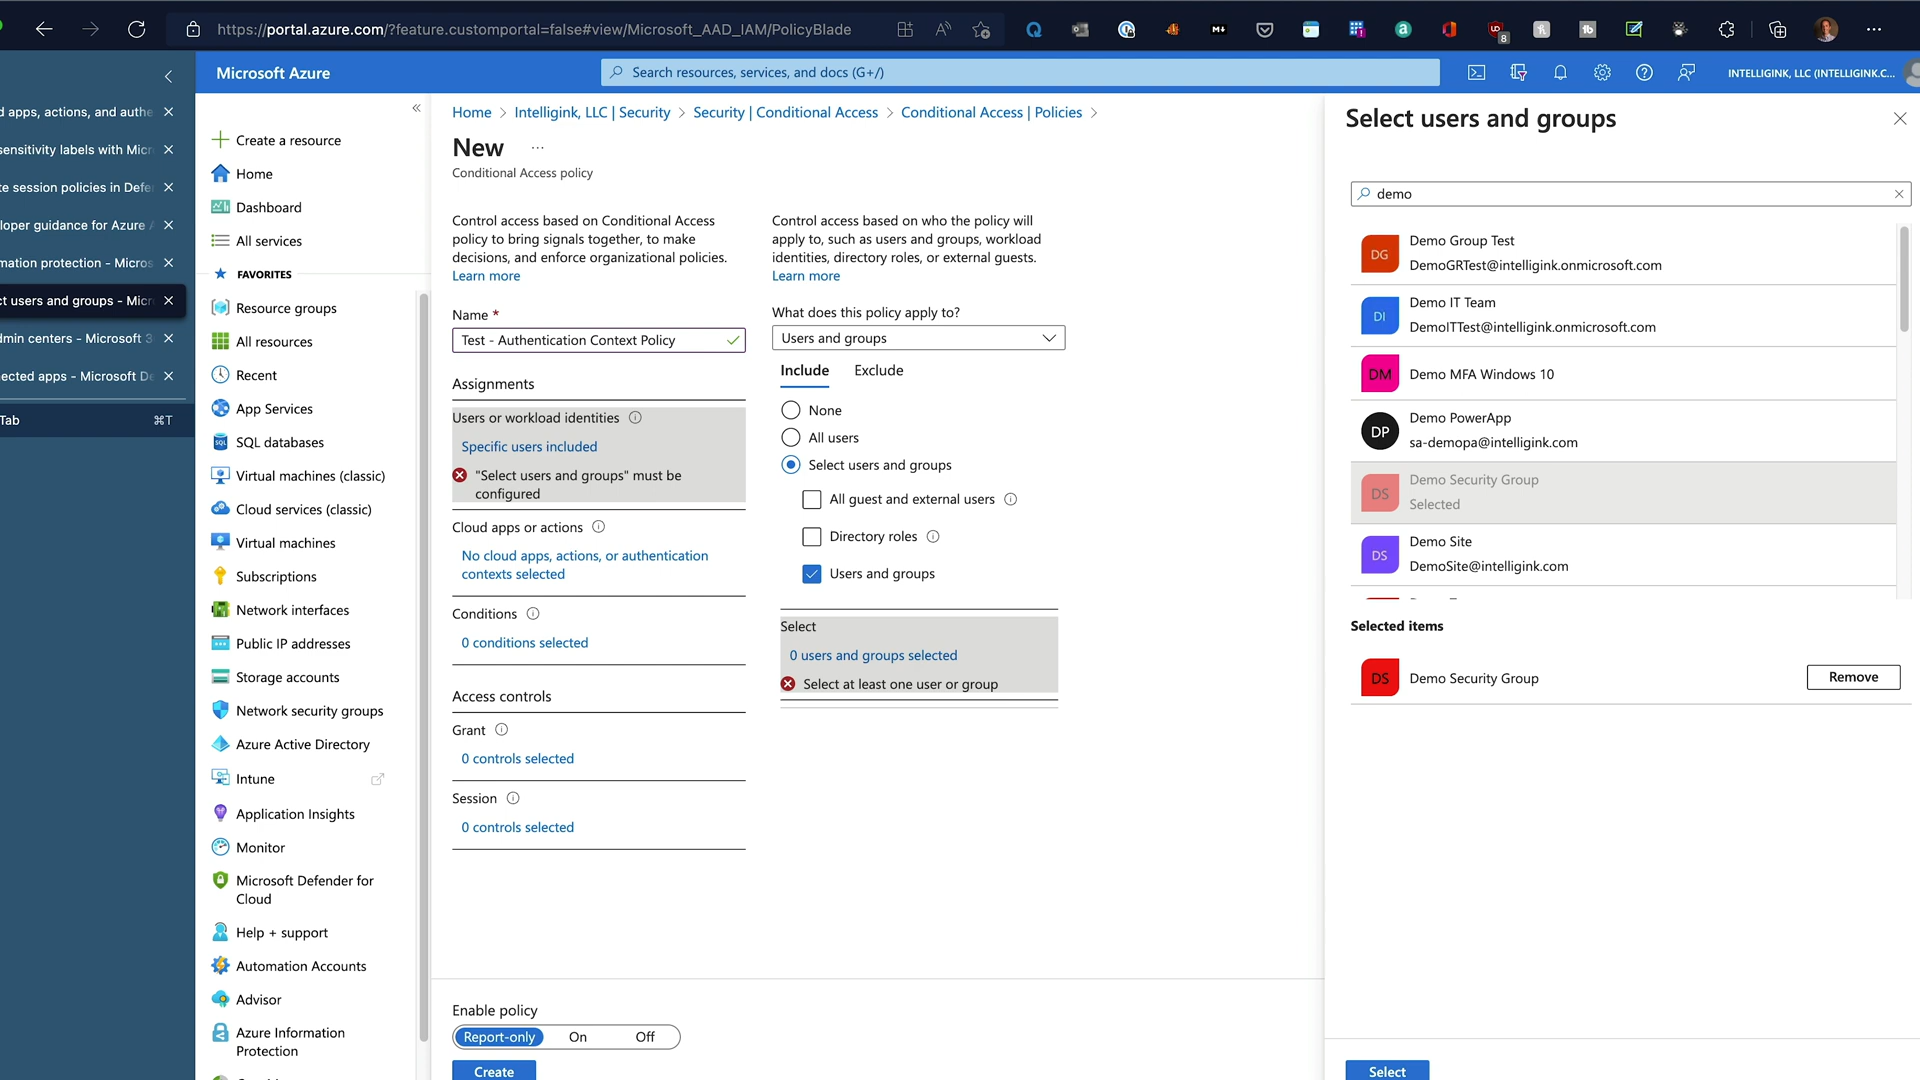 https://portal.azure.com/?feature.customportal=false#view/Microsoft_AAD_IAM/PolicyBlade
d apps, actions, and authe
sensitivity labels with Micr
te session policies in Defe
loper guidance for Azure A
mation protection - Micros
ct users and groups - Micr
dmin centers - Microsoft 3
ected apps - Microsoft De
Tab
⌘T
Microsoft Azure
Search resources, services, and docs (G+/)
INTELLIGINK, LLC (INTELLIGINK.C...
Create a resource
Home
Dashboard
All services
FAVORITES
Resource groups
All resources
Recent
App Services
SQL databases
Virtual machines (classic)
Cloud services (classic)
Virtual machines
Subscriptions
Network interfaces
Public IP addresses
Storage accounts
Network security groups
Azure Active Directory
Intune
Application Insights
Monitor
Microsoft Defender for
Cloud
Help + support
Automation Accounts
Advisor
Azure Information
Protection
Home > Intelligink, LLC | Security > Security | Conditional Access > Conditional Access | Policies >
New ...
Conditional Access policy
Control access based on Conditional Access
policy to bring signals together, to make
decisions, and enforce organizational policies.
Learn more
Name *
Test - Authentication Context Policy
Assignments
Users or workload identities
Specific users included
"Select users and groups" must be
configured
Cloud apps or actions
No cloud apps, actions, or authentication
contexts selected
Conditions
0 conditions selected
Access controls
Grant
0 controls selected
Session
0 controls selected
Control access based on who the policy will
apply to, such as users and groups, workload
identities, directory roles, or external guests.
Learn more
What does this policy apply to?
Users and groups
Include
Exclude
None
All users
Select users and groups
All guest and external users
Directory roles
Users and groups
Select
0 users and groups selected
Select at least one user or group
Enable policy
Report-only
On
Off
Create
Select users and groups
demo
DG
Demo Group Test
DemoGRTest@intelligink.onmicrosoft.com
DI
Demo IT Team
DemoITTest@intelligink.onmicrosoft.com
DM
Demo MFA Windows 10
DP
Demo PowerApp
sa-demopa@intelligink.com
DS
Demo Security Group
Selected
DS
Demo Site
DemoSite@intelligink.com
Selected items
DS
Demo Security Group
Remove
Select